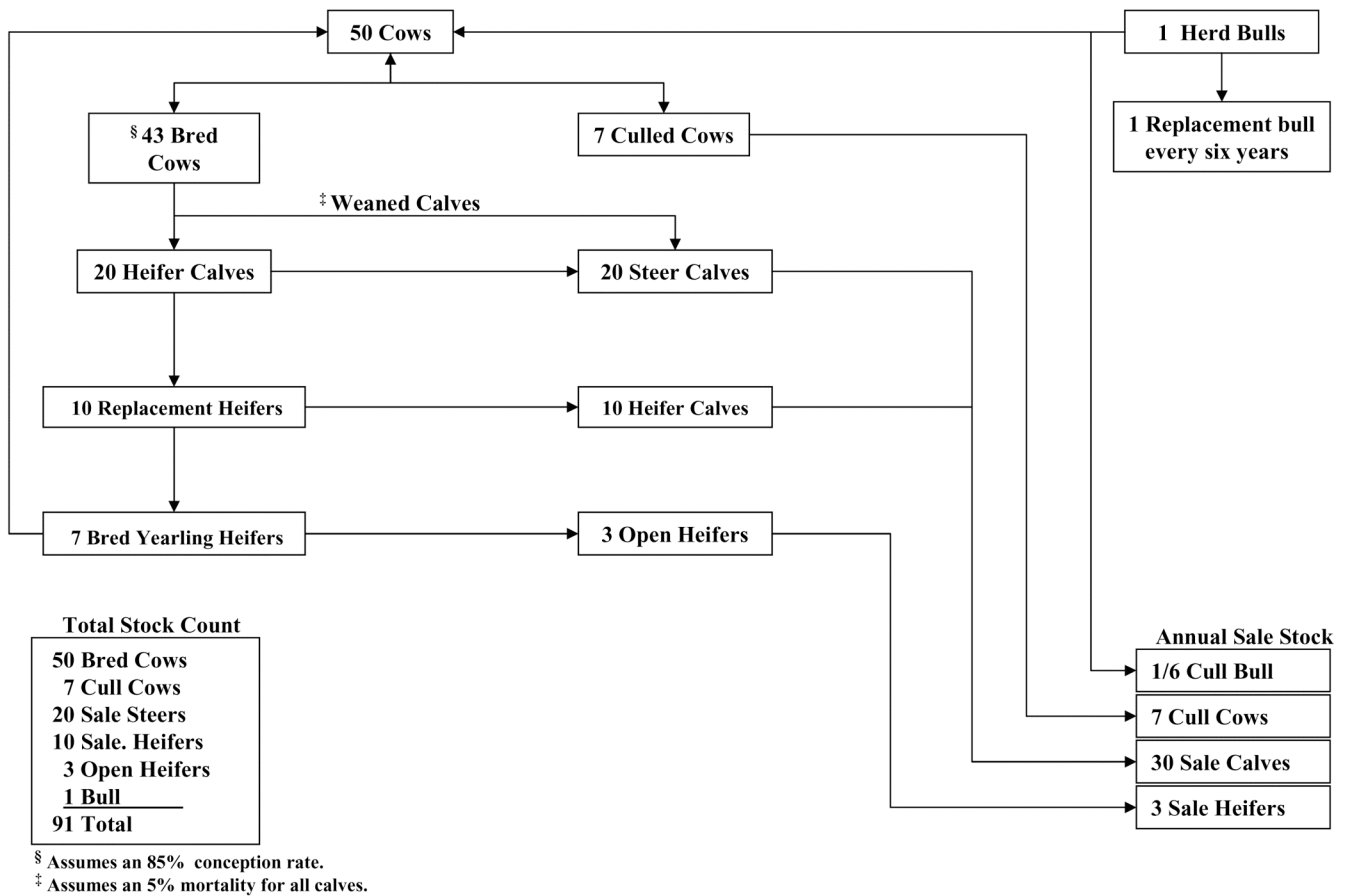 50 Cows
1 Herd Bulls
§ 43 Bred
Cows
7 Culled Cows
1 Replacement bull
every six years
‡ Weaned Calves
20 Heifer Calves
20 Steer Calves
10 Replacement Heifers
10 Heifer Calves
7 Bred Yearling Heifers
3 Open Heifers
Total Stock Count
50 Bred Cows
7 Cull Cows
20 Sale Steers
10 Sale. Heifers
3 Open Heifers
1 Bull
91 Total
Annual Sale Stock
1/6 Cull Bull
7 Cull Cows
30 Sale Calves
3 Sale Heifers
§ Assumes an 85% conception rate.
‡ Assumes an 5% mortality for all calves.